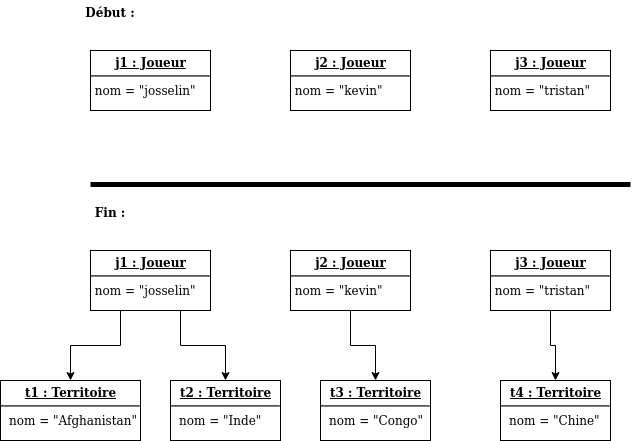 Début :
j1 : Joueur
nom = "josselin"
j2 : Joueur
nom = "kevin"
j3 : Joueur
nom = "tristan"
Fin :
j1 : Joueur
nom = "josselin"
j2 : Joueur
nom = "kevin"
j3 : Joueur
nom = "tristan"
t1 : Territoire
nom = "Afghanistan"
t2 : Territoire
nom = "Inde"
t3 : Territoire
nom = "Congo"
t4 : Territoire
nom = "Chine"